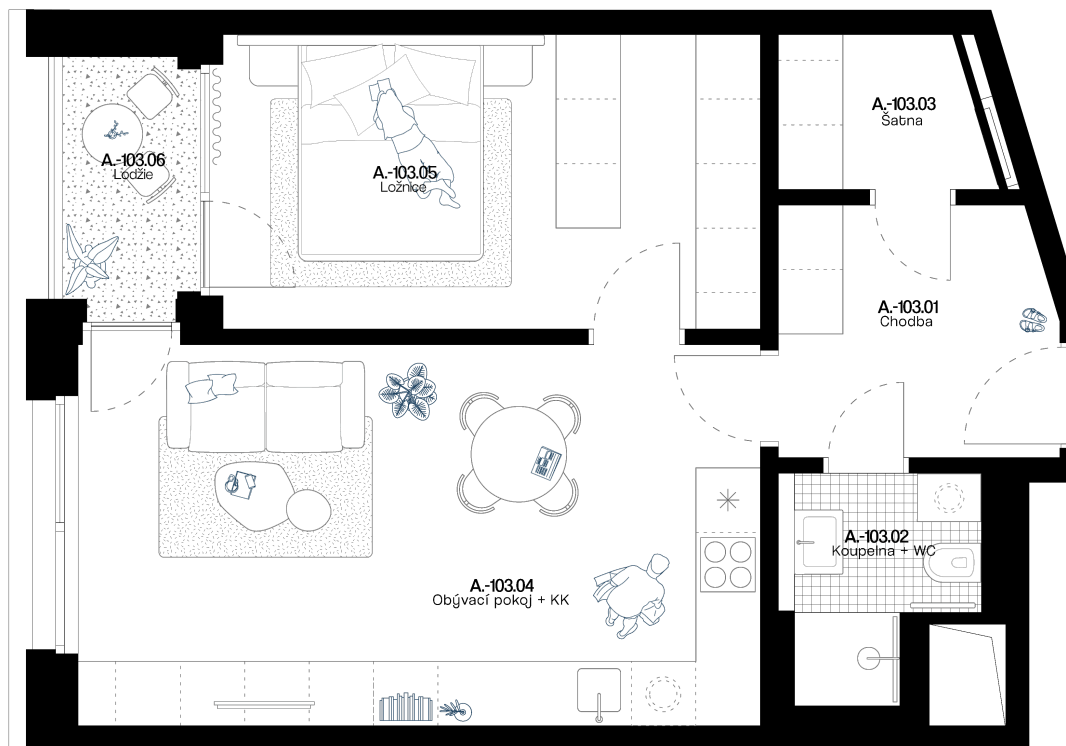 A.-103.03
Šatna
A.-103.06
Lodžie
A.-103.05
Ložnice
A.-103.01
Chodba
A.-103.02
Koupelna + WC
A.-103.04
Obývací pokoj + KK